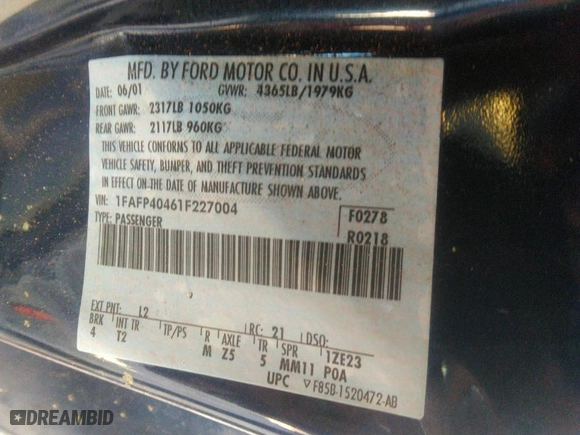 MFD. BY FORD MOTOR CO. IN U.S.A.
DATE: 06/01 GVWR: 4365LB/1979KG
FRONT GAWR: 2317LB 1050KG
REAR GAWR: 2117LB 960KG
THIS VEHICLE CONFORMS TO ALL APPLICABLE FEDERAL MOTOR
VEHICLE SAFETY, BUMPER, AND THEFT PREVENTION STANDARDS
IN EFFECT ON THE DATE OF MANUFACTURE SHOWN ABOVE.
VIN: 1FAFP40461F227004
TYPE: PASSENGER
F0278
R0218
EXT PNT: L2 RC: 21 DSO:
BRK INT TR TP/PS R AXLE TR SPR 1ZE23
4 T2 M Z5 5 MM11 POA
UPC ▽F85B-1520472-AB
DREAMBID